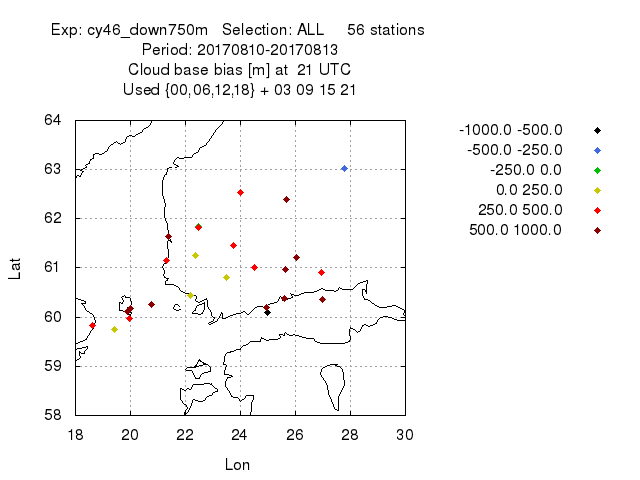 Exp: cy46_down750m Selection: ALL 56 stations
Period: 20170810-20170813
Cloud base bias [m] at 21 UTC
Used {00,06,12,18} + 03 09 15 21
-1000.0 -500.0
-500.0 -250.0
-250.0 0.0
0.0 250.0
250.0 500.0
500.0 1000.0
64
63
62
61
60
59
58
Lat
18 20 22 24 26 28 30
Lon